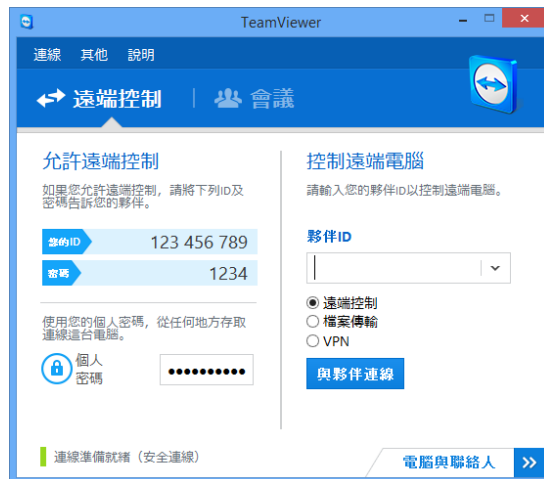 TeamViewer
連線 其他 說明
遠端控制 會議
允許遠端控制
如果您允許遠端控制，請將下列ID及
密碼告訴您的夥伴。
您的ID 123 456 789
密碼 1234
使用您的個人密碼，從任何地方存取
連線這台電腦。
個人
密碼
控制遠端電腦
請輸入您的夥伴ID以控制遠端電腦。
夥伴ID
遠端控制
檔案傳輸
VPN
與夥伴連線
連線準備就緒（安全連線）
電腦與聯絡人